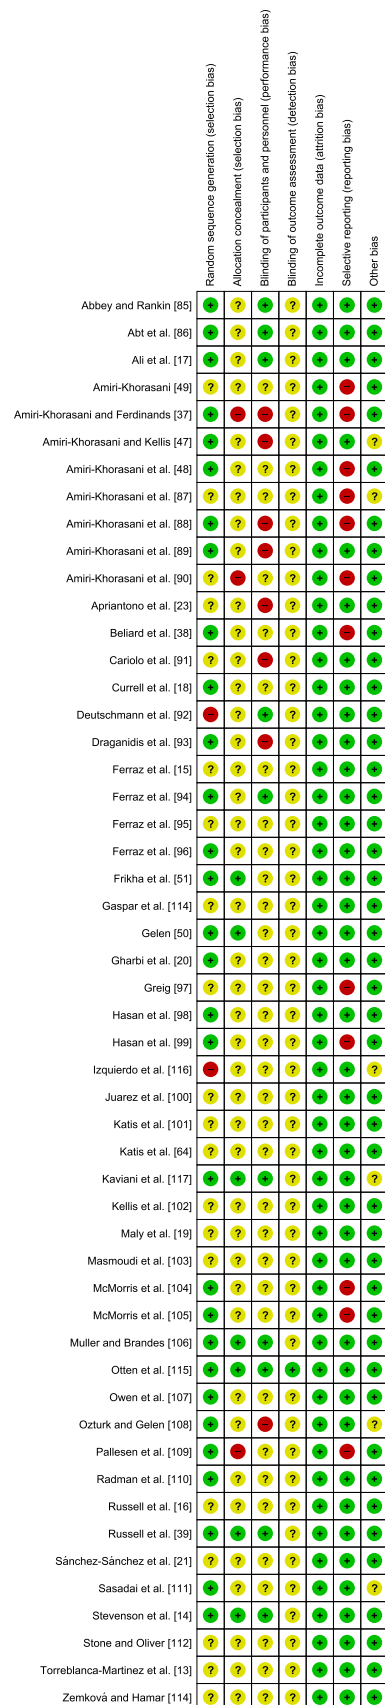 Random sequence generation (selection bias)
Allocation concealment (selection bias)
Blinding of participants and personnel (performance bias)
Blinding of outcome assessment (detection bias)
Incomplete outcome data (attrition bias)
Selective reporting (reporting bias)
Other bias
Abbey and Rankin [85] + ? + ? + + +
Abt et al. [86] + ? + ? + + +
Ali et al. [17] + ? + ? + + +
Amiri-Khorasani [49] ? ? ? ? + – +
Amiri-Khorasani and Ferdinands [37] + – – ? + – +
Amiri-Khorasani and Kellis [47] + ? – ? + + ?
Amiri-Khorasani et al. [48] + ? ? ? + – +
Amiri-Khorasani et al. [87] ? ? ? ? + – ?
Amiri-Khorasani et al. [88] + ? – ? + – +
Amiri-Khorasani et al. [89] + ? – ? + + +
Amiri-Khorasani et al. [90] ? – ? ? + – +
Apriantono et al. [23] ? ? – ? + + +
Beliard et al. [38] + ? ? ? + – +
Cariolo et al. [91] ? ? – ? + + +
Currell et al. [18] + ? ? ? + + +
Deutschmann et al. [92] – ? + ? + + +
Draganidis et al. [93] + ? – ? + + +
Ferraz et al. [15] ? ? ? ? + + +
Ferraz et al. [94] + ? + ? + + +
Ferraz et al. [95] ? ? ? ? + + +
Ferraz et al. [96] + ? ? ? + + +
Frikha et al. [51] + + ? ? + + +
Gaspar et al. [114] ? ? ? ? + + +
Gelen [50] + + ? ? + + +
Gharbi et al. [20] + ? ? ? + + +
Greig [97] ? ? ? ? + – +
Hasan et al. [98] + ? ? ? + + +
Hasan et al. [99] + ? ? ? + – +
Izquierdo et al. [116] – ? ? ? + + ?
Juarez et al. [100] ? ? ? ? + + +
Katis et al. [101] ? ? ? ? + + +
Katis et al. [64] ? ? ? ? + + +
Kaviani et al. [117] + + + ? + + ?
Kellis et al. [102] ? ? ? ? + + +
Maly et al. [19] ? ? ? ? + + +
Masmoudi et al. [103] ? ? ? ? + + +
McMorris et al. [104] + ? ? ? + – +
McMorris et al. [105] + ? ? ? + – +
Muller and Brandes [106] + + + ? + + +
Otten et al. [115] + + + + + + +
Owen et al. [107] + ? ? ? + + +
Ozturk and Gelen [108] + ? – ? + + ?
Pallesen et al. [109] + – ? ? + – +
Radman et al. [110] + ? ? ? + + +
Russell et al. [16] ? ? ? ? + + +
Russell et al. [39] + + + ? + + +
Sánchez-Sánchez et al. [21] ? ? ? ? + + +
Sasadai et al. [111] + ? ? ? + + ?
Stevenson et al. [14] + + + ? + + +
Stone and Oliver [112] ? ? ? ? + + +
Torreblanca-Martinez et al. [13] ? ? ? ? + + +
Zemková and Hamar [114] ? ? ? ? + + +